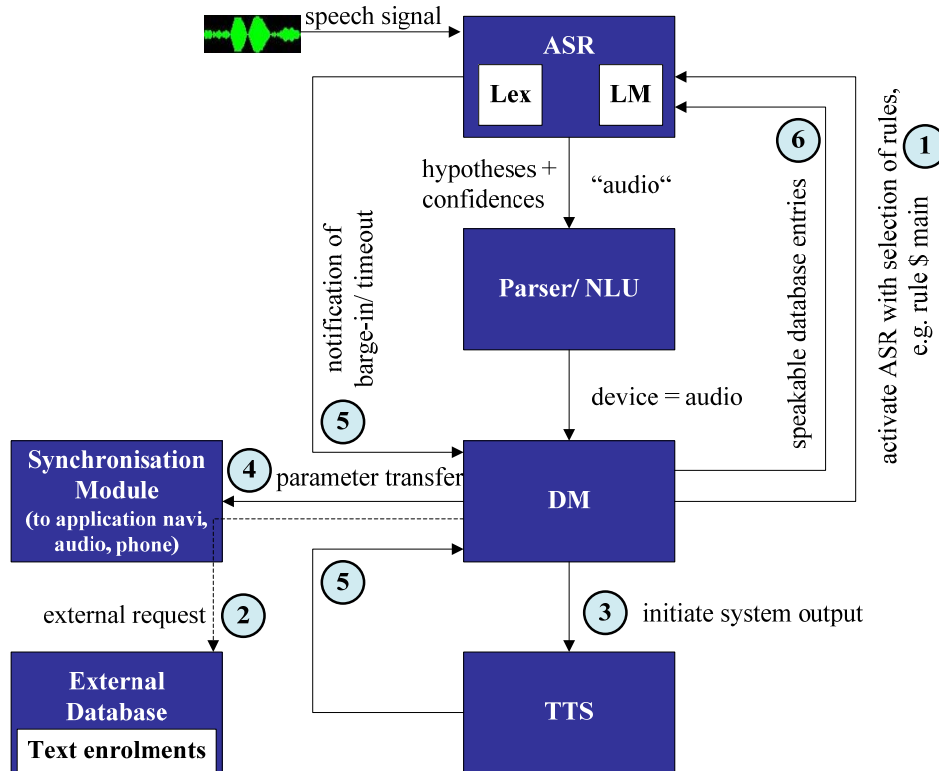 speech signal
ASR
Lex
LM
hypotheses +
confidences
“audio“
notification of
barge-in/ timeout
5
6
speakable database entries
1
activate ASR with selection of rules,
e.g. rule $ main
Parser/ NLU
device = audio
Synchronisation
Module
(to application navi,
audio, phone)
4
parameter transfer
DM
5
external request
2
3
initiate system output
External
Database
Text enrolments
TTS